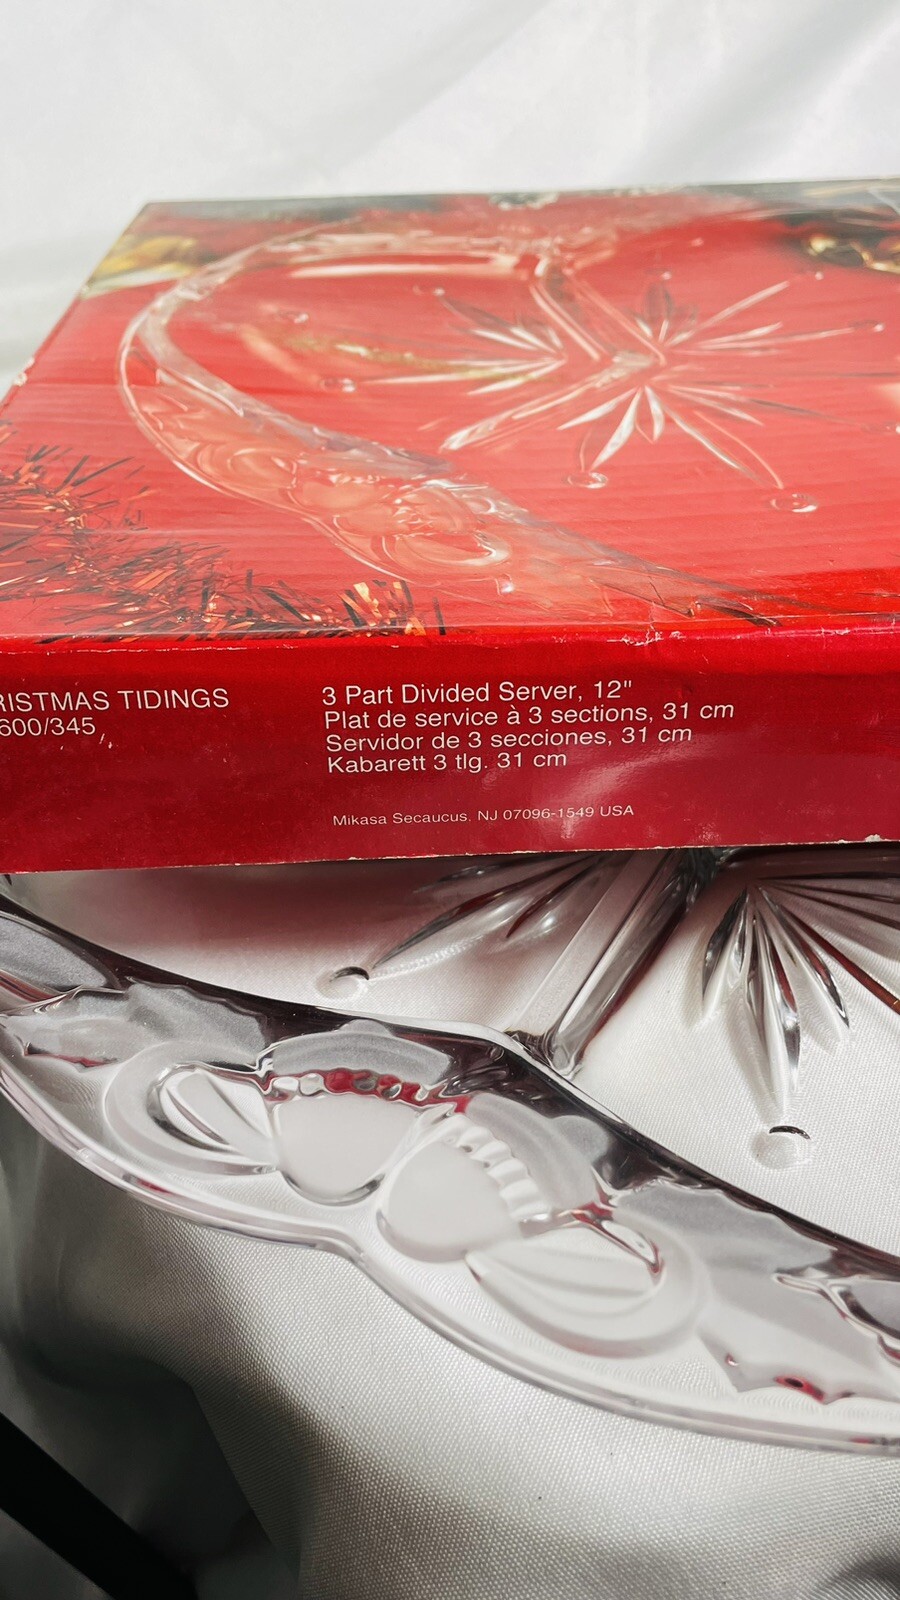 RISTMAS TIDINGS
600/345
3 Part Divided Server, 12"
Plat de service à 3 sections, 31 cm
Servidor de 3 secciones, 31 cm
Kabarett 3 tlg. 31 cm
Mikasa Secaucus. NJ 07096-1549 USA